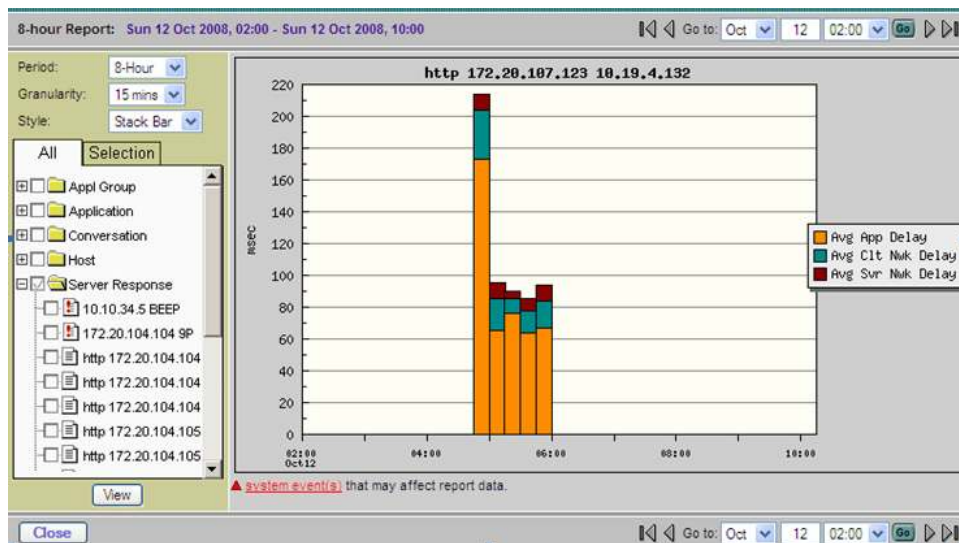 8-hour Report: Sun 12 Oct 2008, 02:00 - Sun 12 Oct 2008, 10:00
Go to: Oct 12 02:00 Go
Period: 8-Hour
Granularity: 15 mins
Style: Stack Bar
All Selection
Appl Group
Application
Conversation
Host
Server Response
10.10.34.5 BEEP
172.20.104.104 9P
http 172.20.104.104
http 172.20.104.104
http 172.20.104.104
http 172.20.104.105
http 172.20.104.105
View
http 172.20.107.123 10.19.4.132
220
200
180
160
140
120
100
80
60
40
20
0
msec
02:00 04:00 06:00 08:00 10:00
Oct12
Avg App Delay
Avg Clt Nwk Delay
Avg Svr Nwk Delay
system event(s) that may affect report data.
Close
Go to: Oct 12 02:00 Go